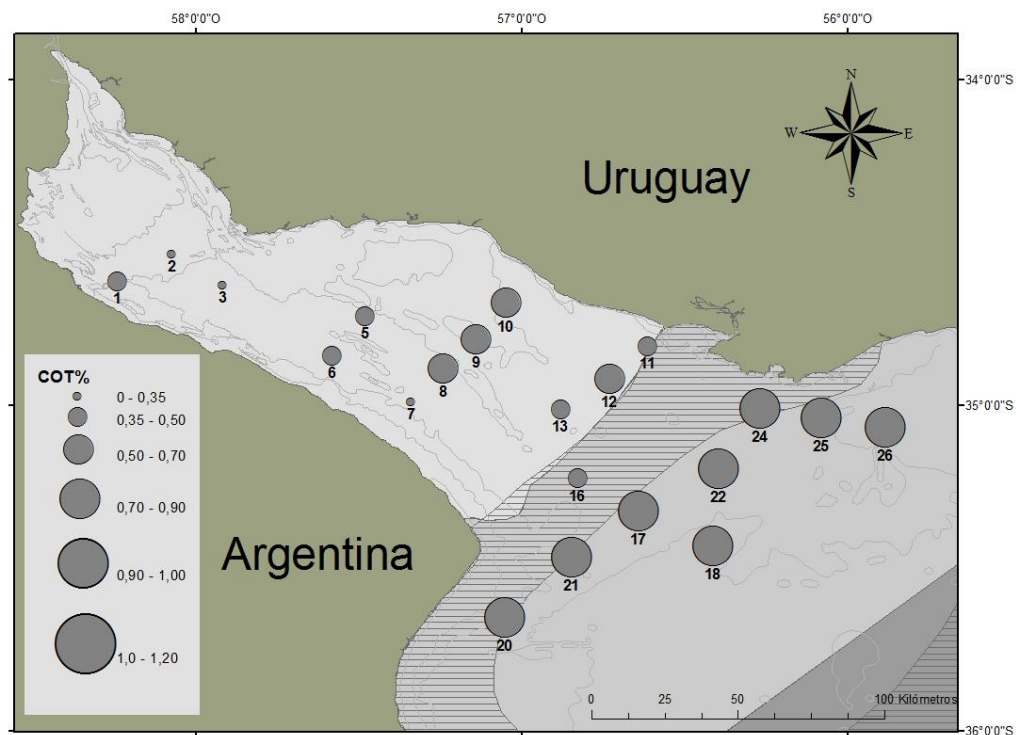 58°0'0"O 57°0'0"O 56°0'0"O
34°0'0"S
N
W E
S
Uruguay
2
1
3
5
10
9
6
8
11
12
7
13
35°0'0"S
24
25
26
16
22
17
18
21
20
Argentina
COT%
0 - 0,35
0,35 - 0,50
0,50 - 0,70
0,70 - 0,90
0,90 - 1,00
1,0 - 1,20
0 25 50 100 Kilómetros
36°0'0"S